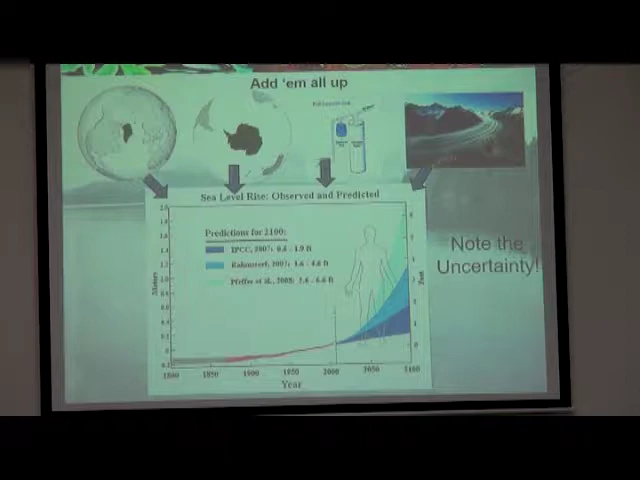 Add 'em all up
Sea Level Rise: Observed and Predicted
Predictions for 2100:
IPCC, 2007: 0.6 - 1.9 ft
Rahmstorf, 2007: 1.6 - 4.6 ft
Pfeffer et al., 2008: 2.6 - 6.6 ft
Note the
Uncertainty!
Meters
Feet
1800 1850 1900 1950 2000 2050 2100
Year